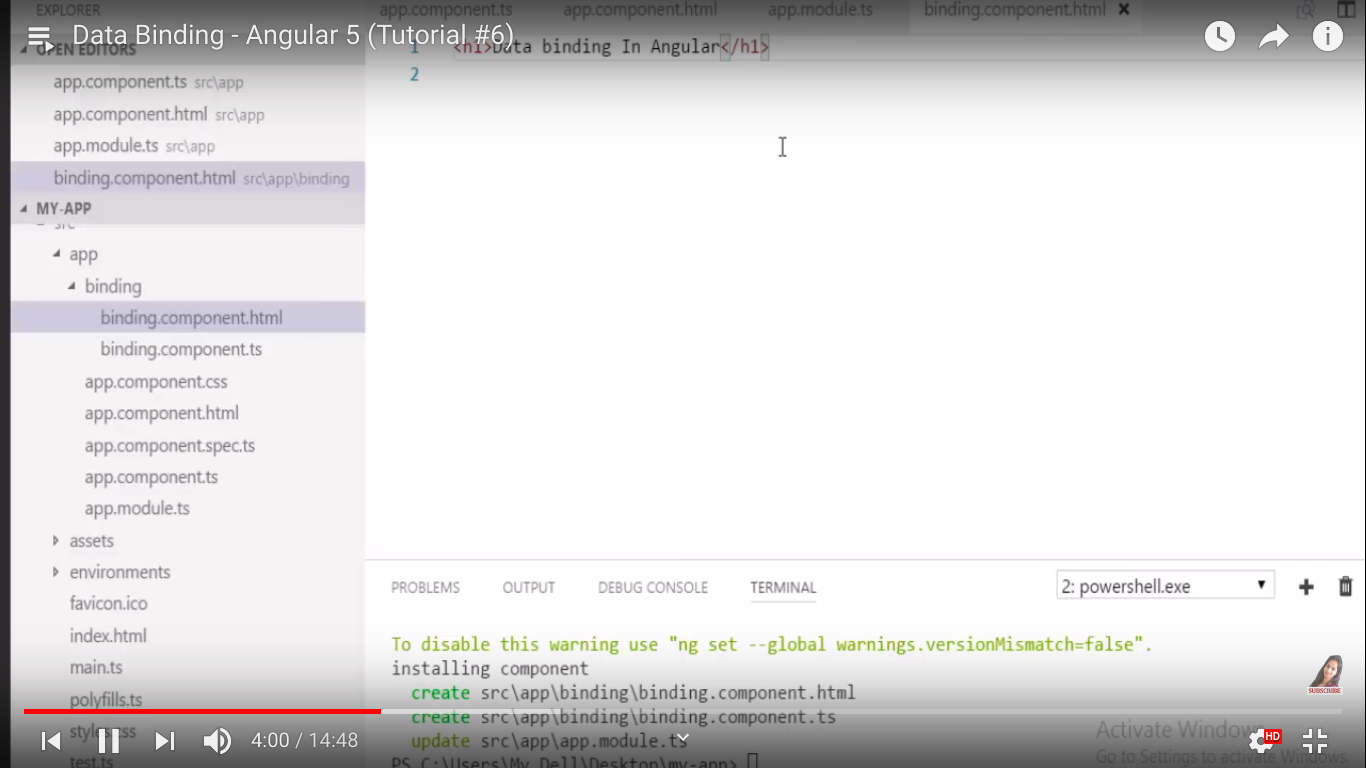 EXPLORER
app.component.ts app.component.html app.module.ts binding.component.html ×
Data Binding - Angular 5 (Tutorial #6)
OPEN EDITORS
1 <h1>Data binding In Angular</h1>
2
app.component.ts src\app
app.component.html src\app
app.module.ts src\app
binding.component.html src\app\binding
MY-APP
src
app
binding
binding.component.html
binding.component.ts
app.component.css
app.component.html
app.component.spec.ts
app.component.ts
app.module.ts
assets
environments
favicon.ico
index.html
main.ts
polyfills.ts
styles.css
test.ts
PROBLEMS OUTPUT DEBUG CONSOLE TERMINAL 2: powershell.exe
To disable this warning use "ng set --global warnings.versionMismatch=false".
installing component
create src\app\binding\binding.component.html
create src\app\binding\binding.component.ts
update src\app\app.module.ts
PS C:\Users\My Dell\Desktop\my-app>
SUBSCRIBE
Activate Windows
Go to Settings to activate Windows.
4:00 / 14:48
HD